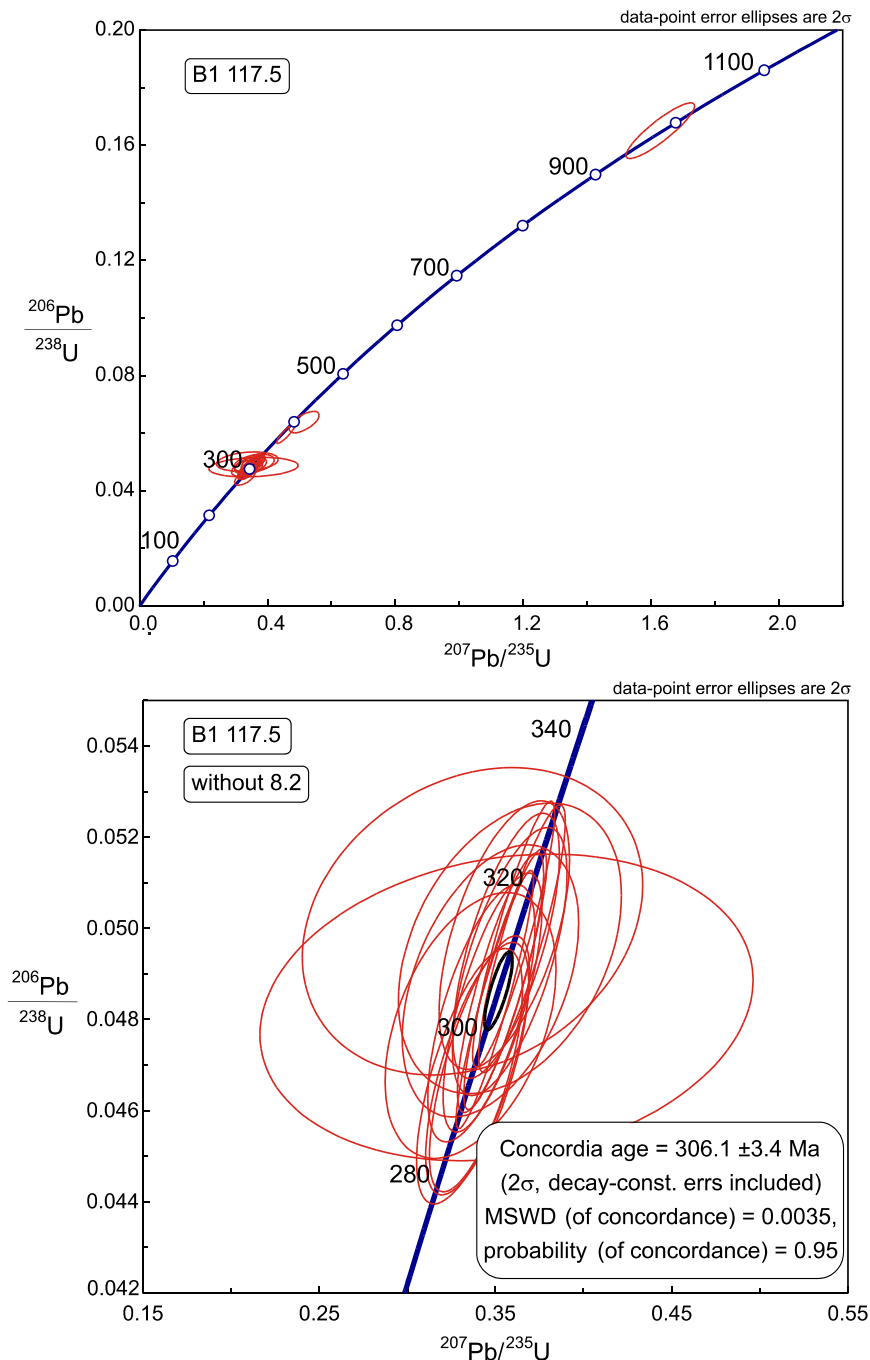 data-point error ellipses are 2σ
0.20
B1 117.5
1100
0.16
900
0.12
700
²⁰⁶Pb
²³⁸U
500
0.08
300
0.04
100
0.00
0.0 0.4 0.8 1.2 1.6 2.0
²⁰⁷Pb/²³⁵U
data-point error ellipses are 2σ
B1 117.5
340
0.054
without 8.2
0.052
320
0.050
²⁰⁶Pb
²³⁸U
0.048
300
0.046
Concordia age = 306.1 ±3.4 Ma
280
(2σ, decay-const. errs included)
0.044
MSWD (of concordance) = 0.0035,
probability (of concordance) = 0.95
0.042
0.15 0.25 0.35 0.45 0.55
²⁰⁷Pb/²³⁵U